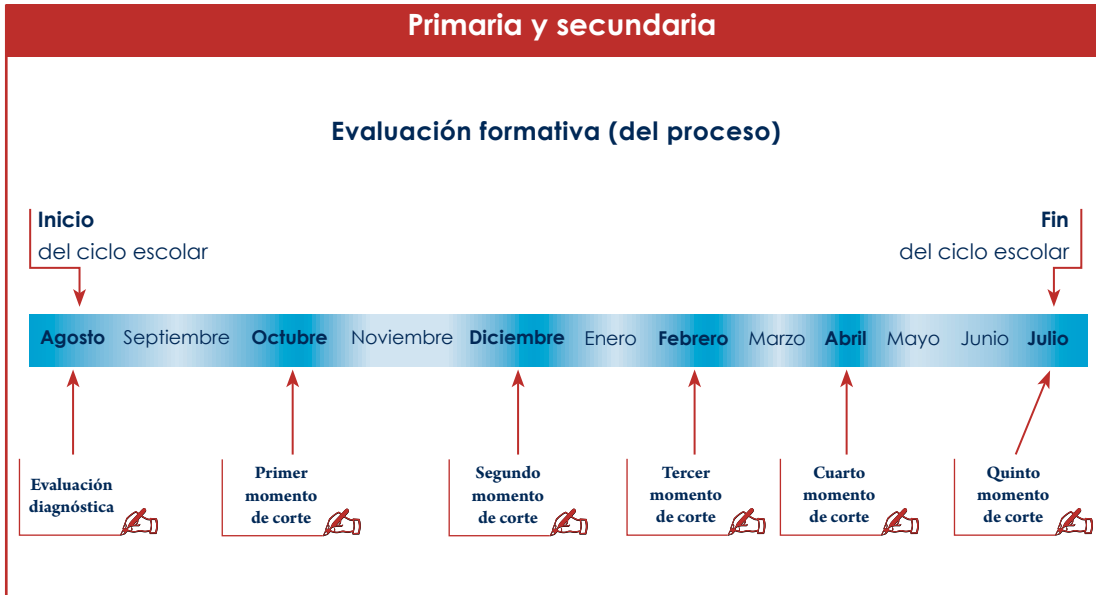 Primaria y secundaria
Evaluación formativa (del proceso)
Inicio
del ciclo escolar
Fin
del ciclo escolar
Agosto Septiembre Octubre Noviembre Diciembre Enero Febrero Marzo Abril Mayo Junio Julio
Evaluación
diagnóstica
Primer
momento
de corte
Segundo
momento
de corte
Tercer
momento
de corte
Cuarto
momento
de corte
Quinto
momento
de corte